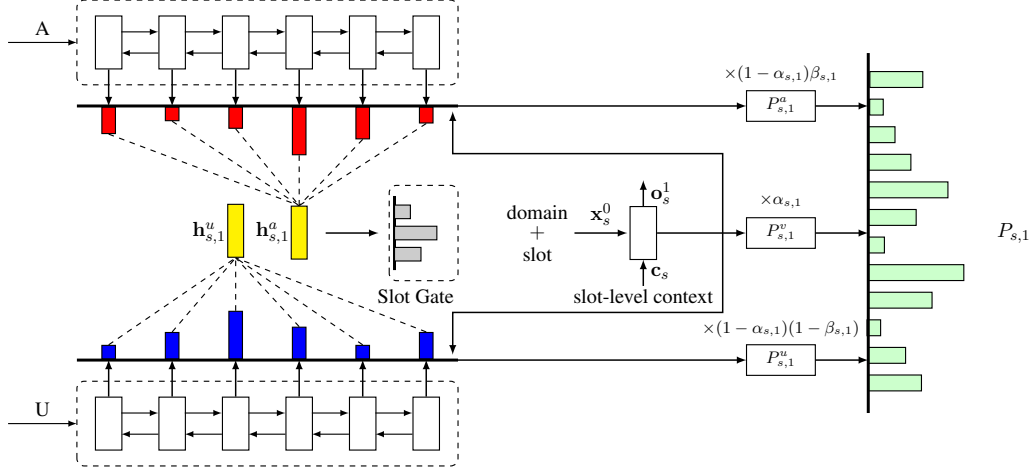 A
×(1 − α_{s,1})β_{s,1}
P^a_{s,1}
h^u_{s,1} h^a_{s,1}
Slot Gate
domain
+
slot
x^0_s
o^1_s
c_s
slot-level context
×α_{s,1}
P^v_{s,1}
P_{s,1}
×(1 − α_{s,1})(1 − β_{s,1})
P^u_{s,1}
U